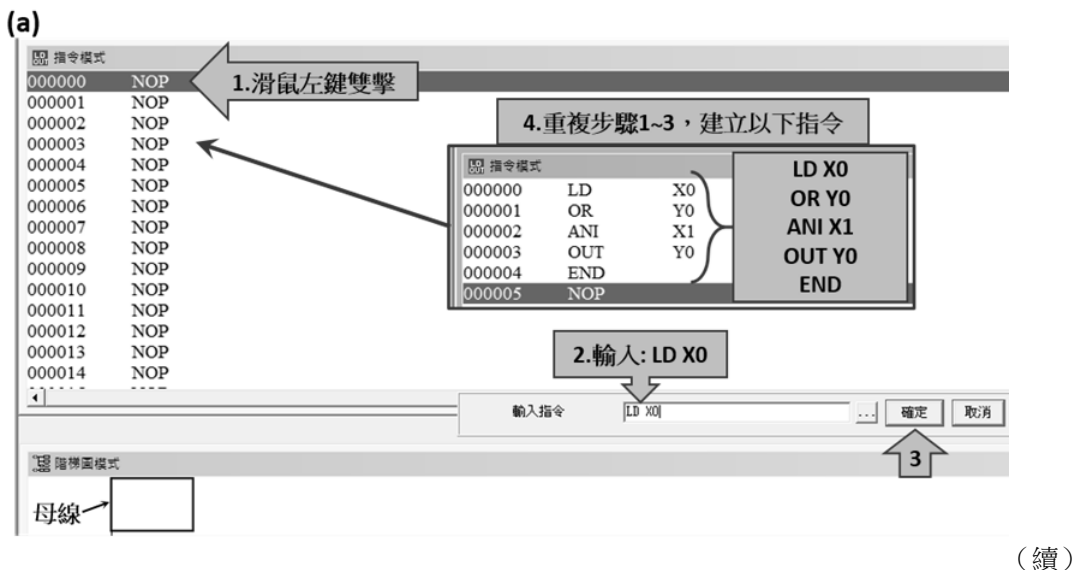 (a)
指令模式
000000 NOP
1.滑鼠左鍵雙擊
000001 NOP
000002 NOP
000003 NOP
000004 NOP
000005 NOP
000006 NOP
000007 NOP
000008 NOP
000009 NOP
000010 NOP
000011 NOP
000012 NOP
000013 NOP
000014 NOP
4.重複步驟1~3，建立以下指令
指令模式
000000 LD X0
000001 OR Y0
000002 ANI X1
000003 OUT Y0
000004 END
000005 NOP
LD X0
OR Y0
ANI X1
OUT Y0
END
2.輸入: LD X0
輸入指令 LD X0 ... 確定 取消
3
階梯圖模式
母線
（續）